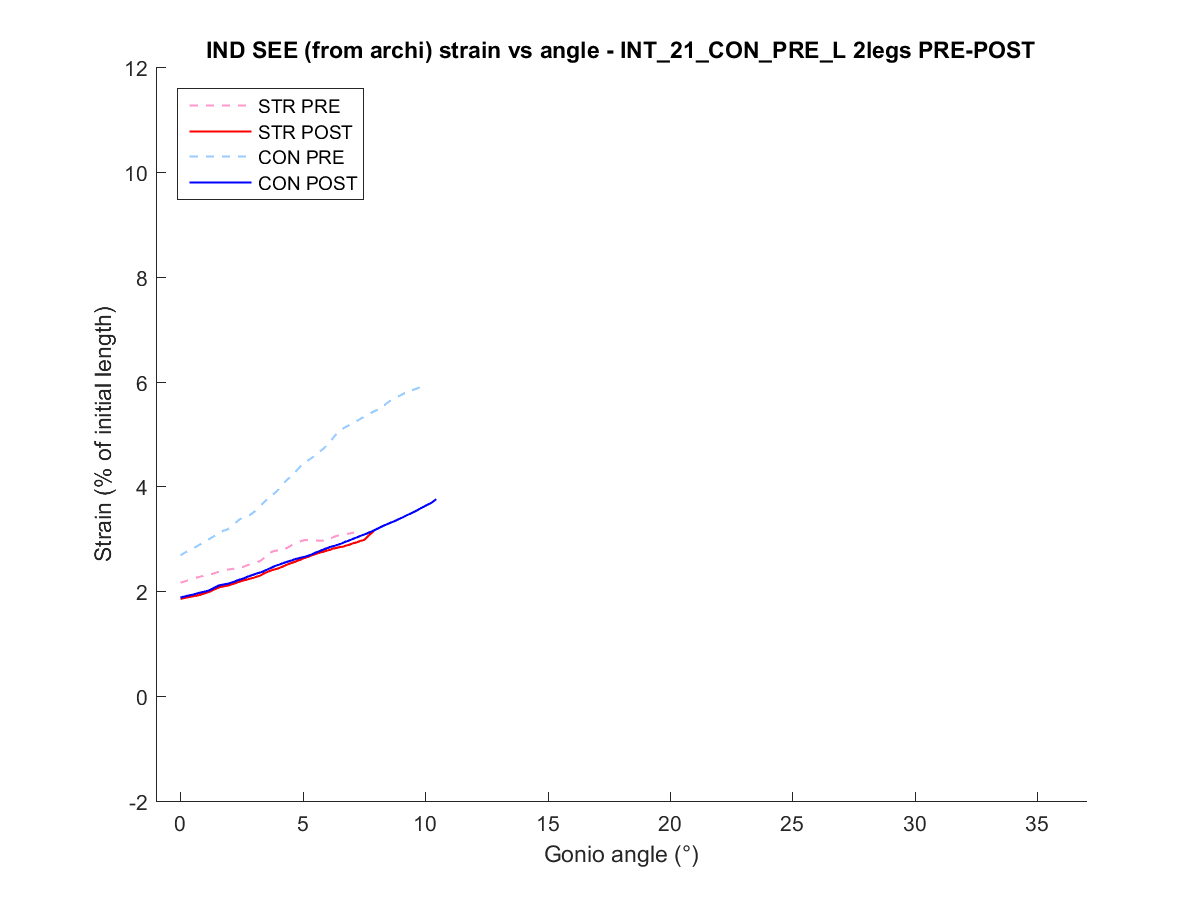 IND SEE (from archi) strain vs angle - INT_21_CON_PRE_L 2legs PRE-POST
12
10
8
6
4
2
0
-2
Strain (% of initial length)
STR PRE
STR POST
CON PRE
CON POST
0 5 10 15 20 25 30 35
Gonio angle (°)